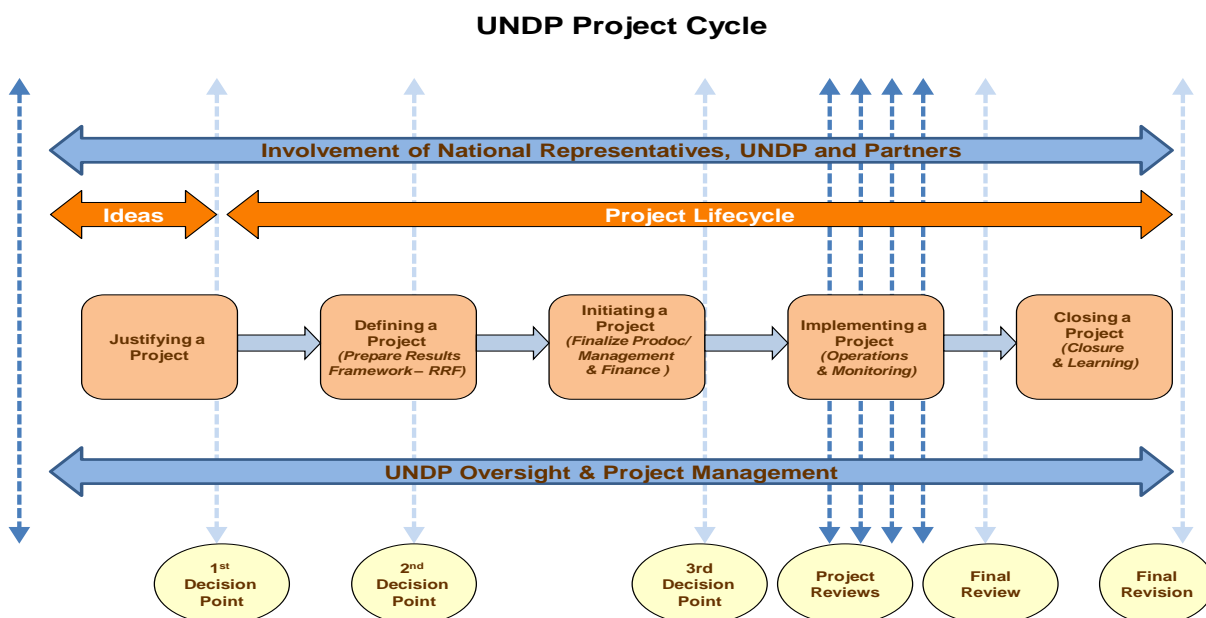 UNDP Project Cycle
Involvement of National Representatives, UNDP and Partners
Ideas
Project Lifecycle
Justifying a
Project
Defining a
Project
(Prepare Results
Framework – RRF)
Initiating a
a Project
(Finalize Prodoc/
Management
& Finance )
Implementing a
Project
(Operations
& Monitoring)
Closing a
Project
(Closure
& Learning)
UNDP Oversight & Project Management
1st
Decision
Point
2nd
Decision
Point
3rd
Decision
Point
Project
Reviews
Final
Review
Final
Revision